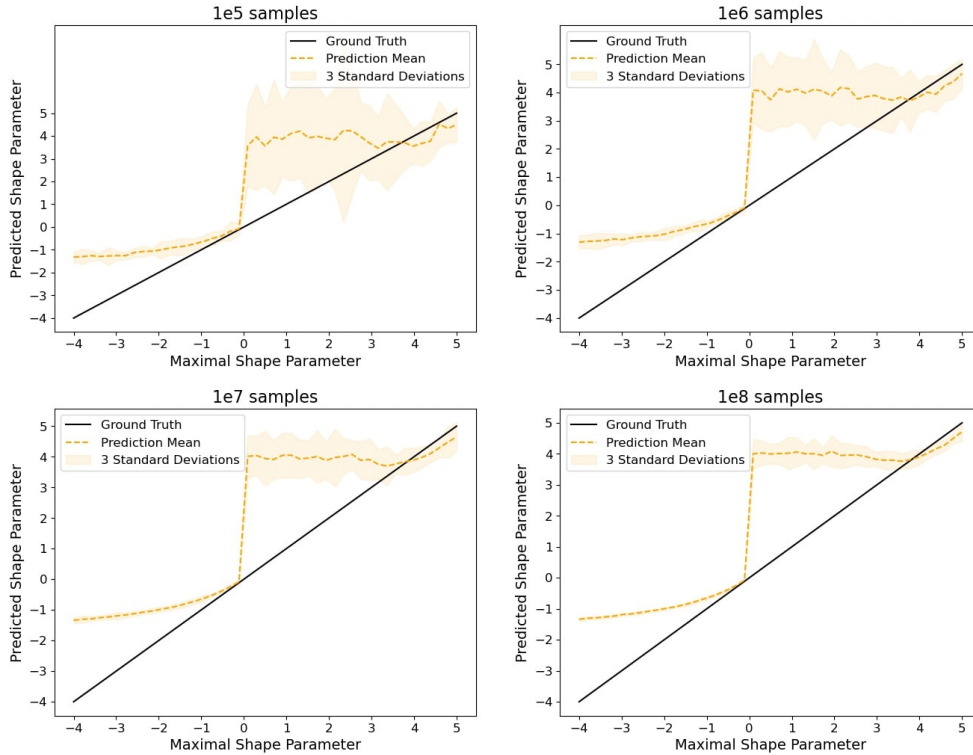 1e5 samples
Ground Truth
Prediction Mean
3 Standard Deviations
Predicted Shape Parameter
5
4
3
2
1
0
−1
−2
−3
−4
−4 −3 −2 −1 0 1 2 3 4 5
Maximal Shape Parameter
1e6 samples
Ground Truth
Prediction Mean
3 Standard Deviations
Predicted Shape Parameter
5
4
3
2
1
0
−1
−2
−3
−4
−4 −3 −2 −1 0 1 2 3 4 5
Maximal Shape Parameter
1e7 samples
Ground Truth
Prediction Mean
3 Standard Deviations
Predicted Shape Parameter
5
4
3
2
1
0
−1
−2
−3
−4
−4 −3 −2 −1 0 1 2 3 4 5
Maximal Shape Parameter
1e8 samples
Ground Truth
Prediction Mean
3 Standard Deviations
Predicted Shape Parameter
5
4
3
2
1
0
−1
−2
−3
−4
−4 −3 −2 −1 0 1 2 3 4 5
Maximal Shape Parameter